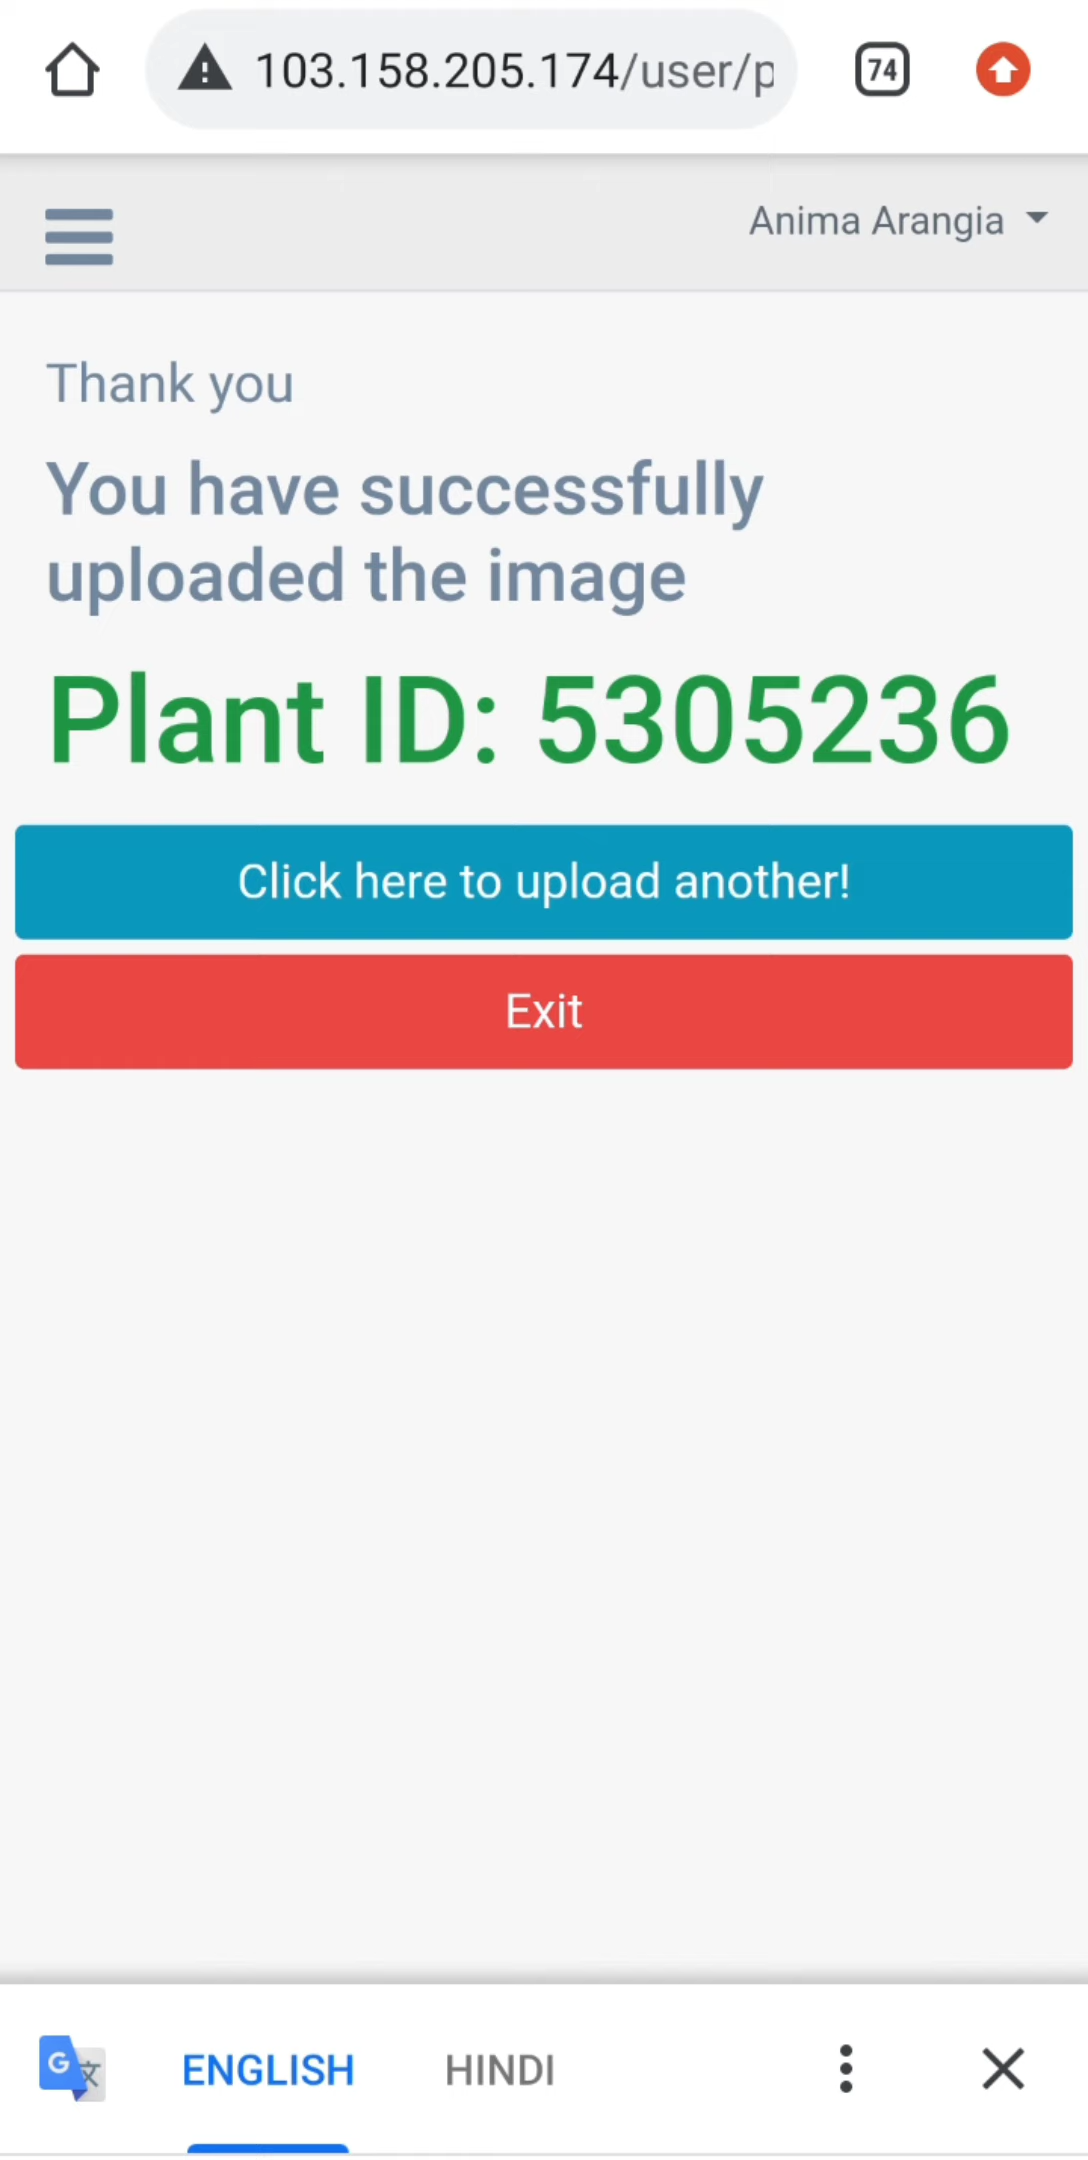 103.158.205.174/user/p
74
Anima Arangia
Thank you
You have successfully
uploaded the image
Plant ID: 5305236
Click here to upload another!
Exit
G 文
ENGLISH
HINDI